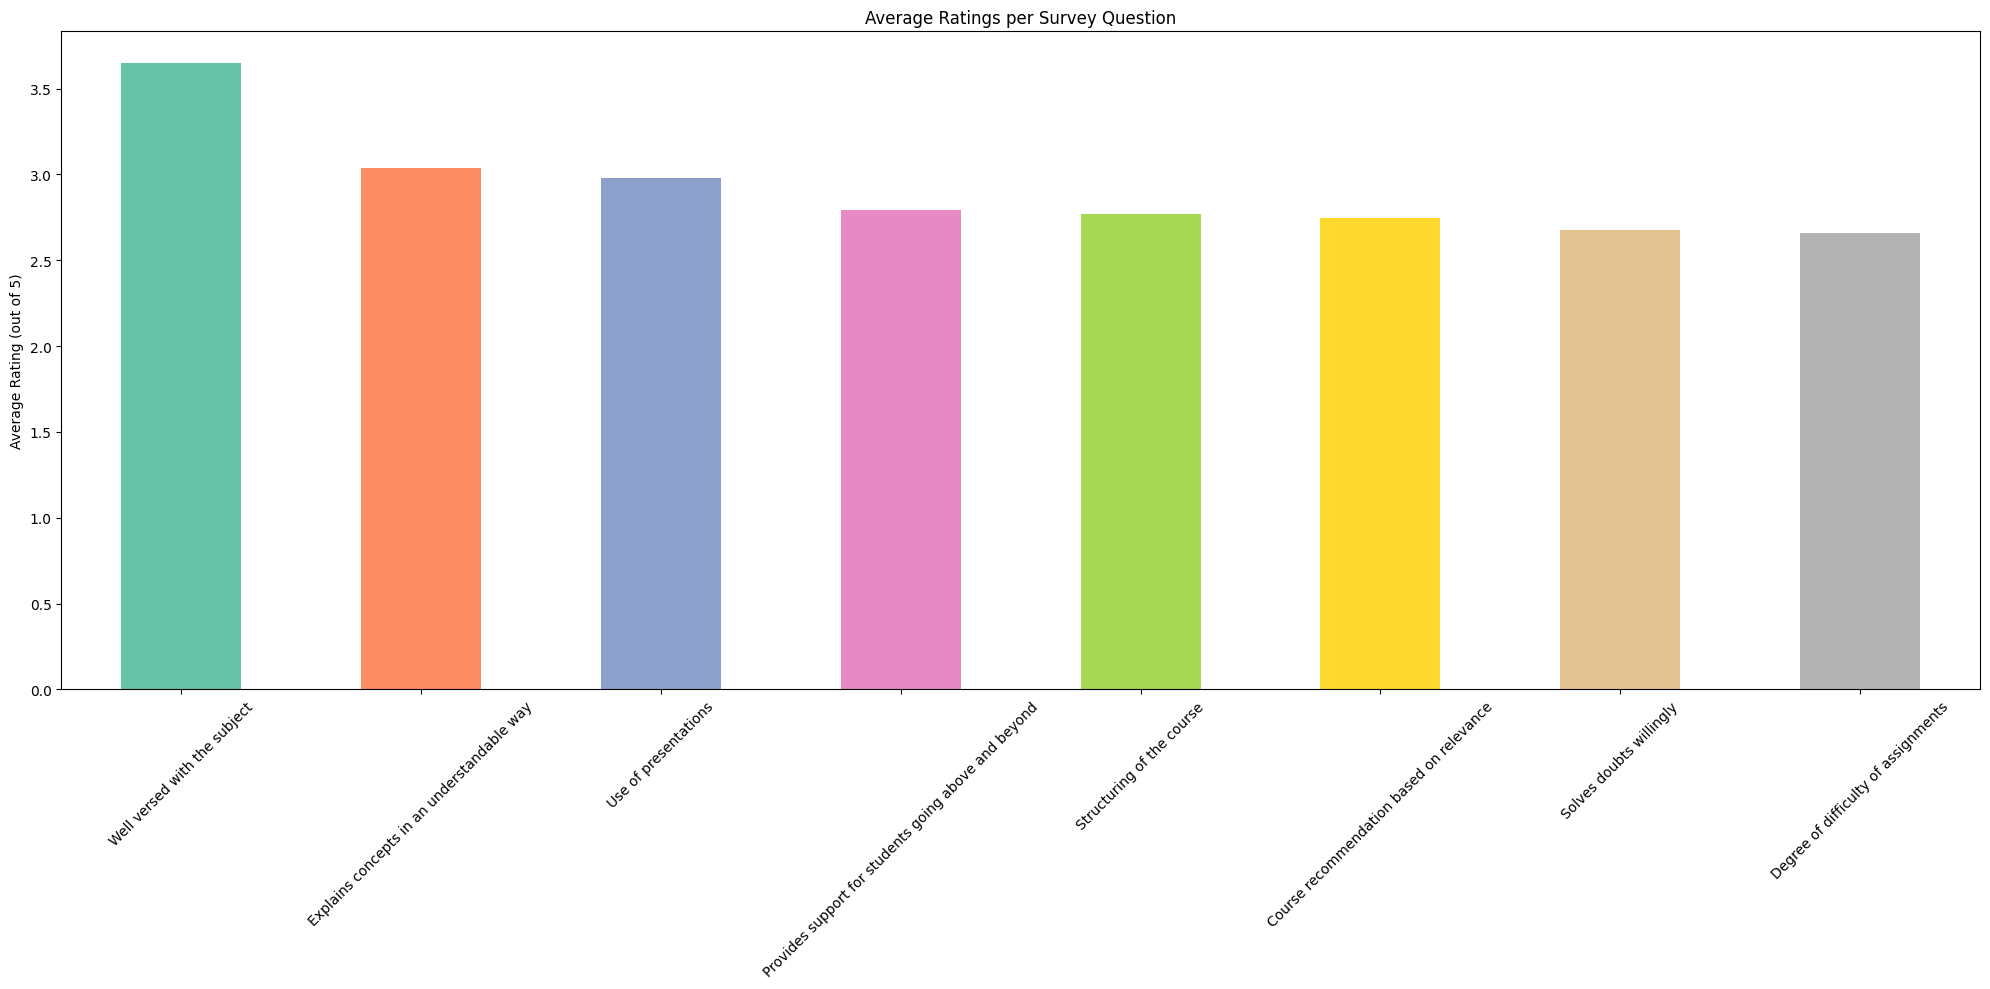 Average Ratings per Survey Question
Average Rating (out of 5)
3.5
3.0
2.5
2.0
1.5
1.0
0.5
0.0
Well versed with the subject
Explains concepts in an understandable way
Use of presentations
Provides support for students going above and beyond
Structuring of the course
Course recommendation based on relevance
Solves doubts willingly
Degree of difficulty of assignments